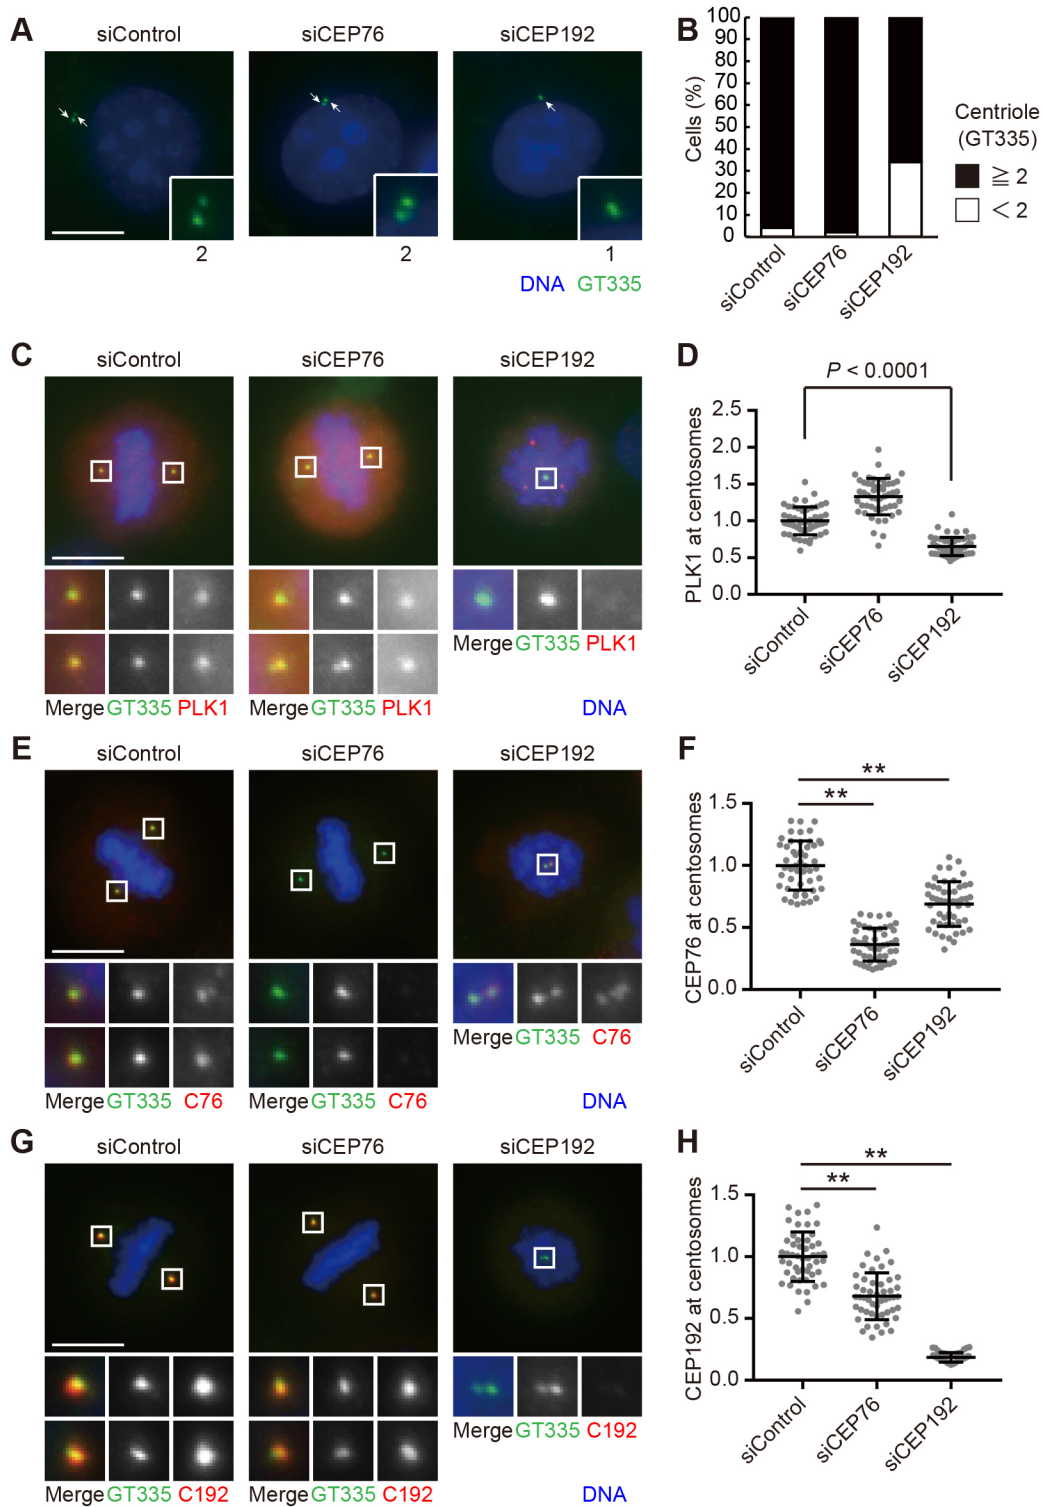 A
siControl
siCEP76
siCEP192
2
2
1
DNA GT335
B
Cells (%)
100
90
80
70
60
50
40
30
20
10
0
siControl
siCEP76
siCEP192
Centriole
(GT335)
≧ 2
< 2
C
siControl
siCEP76
siCEP192
Merge GT335 PLK1
Merge GT335 PLK1
Merge GT335 PLK1
DNA
D
P < 0.0001
PLK1 at centosomes
2.5
2.0
1.5
1.0
0.5
0.0
siControl
siCEP76
siCEP192
E
siControl
siCEP76
siCEP192
Merge GT335 C76
Merge GT335 C76
Merge GT335 C76
DNA
F
**
**
CEP76 at centosomes
1.5
1.0
0.5
0.0
siControl
siCEP76
siCEP192
G
siControl
siCEP76
siCEP192
Merge GT335 C192
Merge GT335 C192
Merge GT335 C192
DNA
H
**
**
CEP192 at centosomes
1.5
1.0
0.5
0.0
siControl
siCEP76
siCEP192